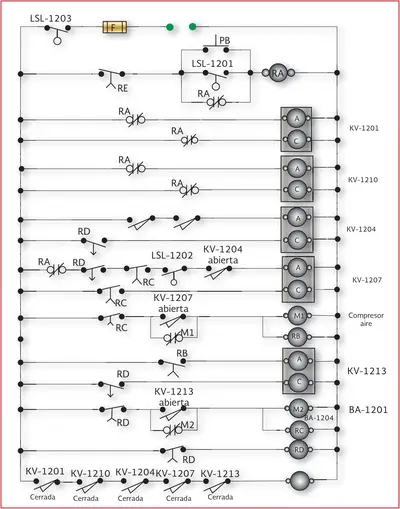 LSL-1203
F
PB
LSL-1201
RA
RE
RA
RA
A
KV-1201
RA
C
RA
A
KV-1210
RA
C
A
KV-1204
RD
C
KV-1204
LSL-1202
abierta
RA
RD
A
KV-1207
RC
C
KV-1207
RC
abierta
M1
Compresor
aire
M1
RB
RB
A
KV-1213
RD
C
KV-1213
abierta
M2
BA-1201
BA-1204
RD
M2
RC
RD
RD
KV-1201
KV-1210
KV-1204
KV-1207
KV-1213
Cerrada
Cerrada
Cerrada
Cerrada
Cerrada